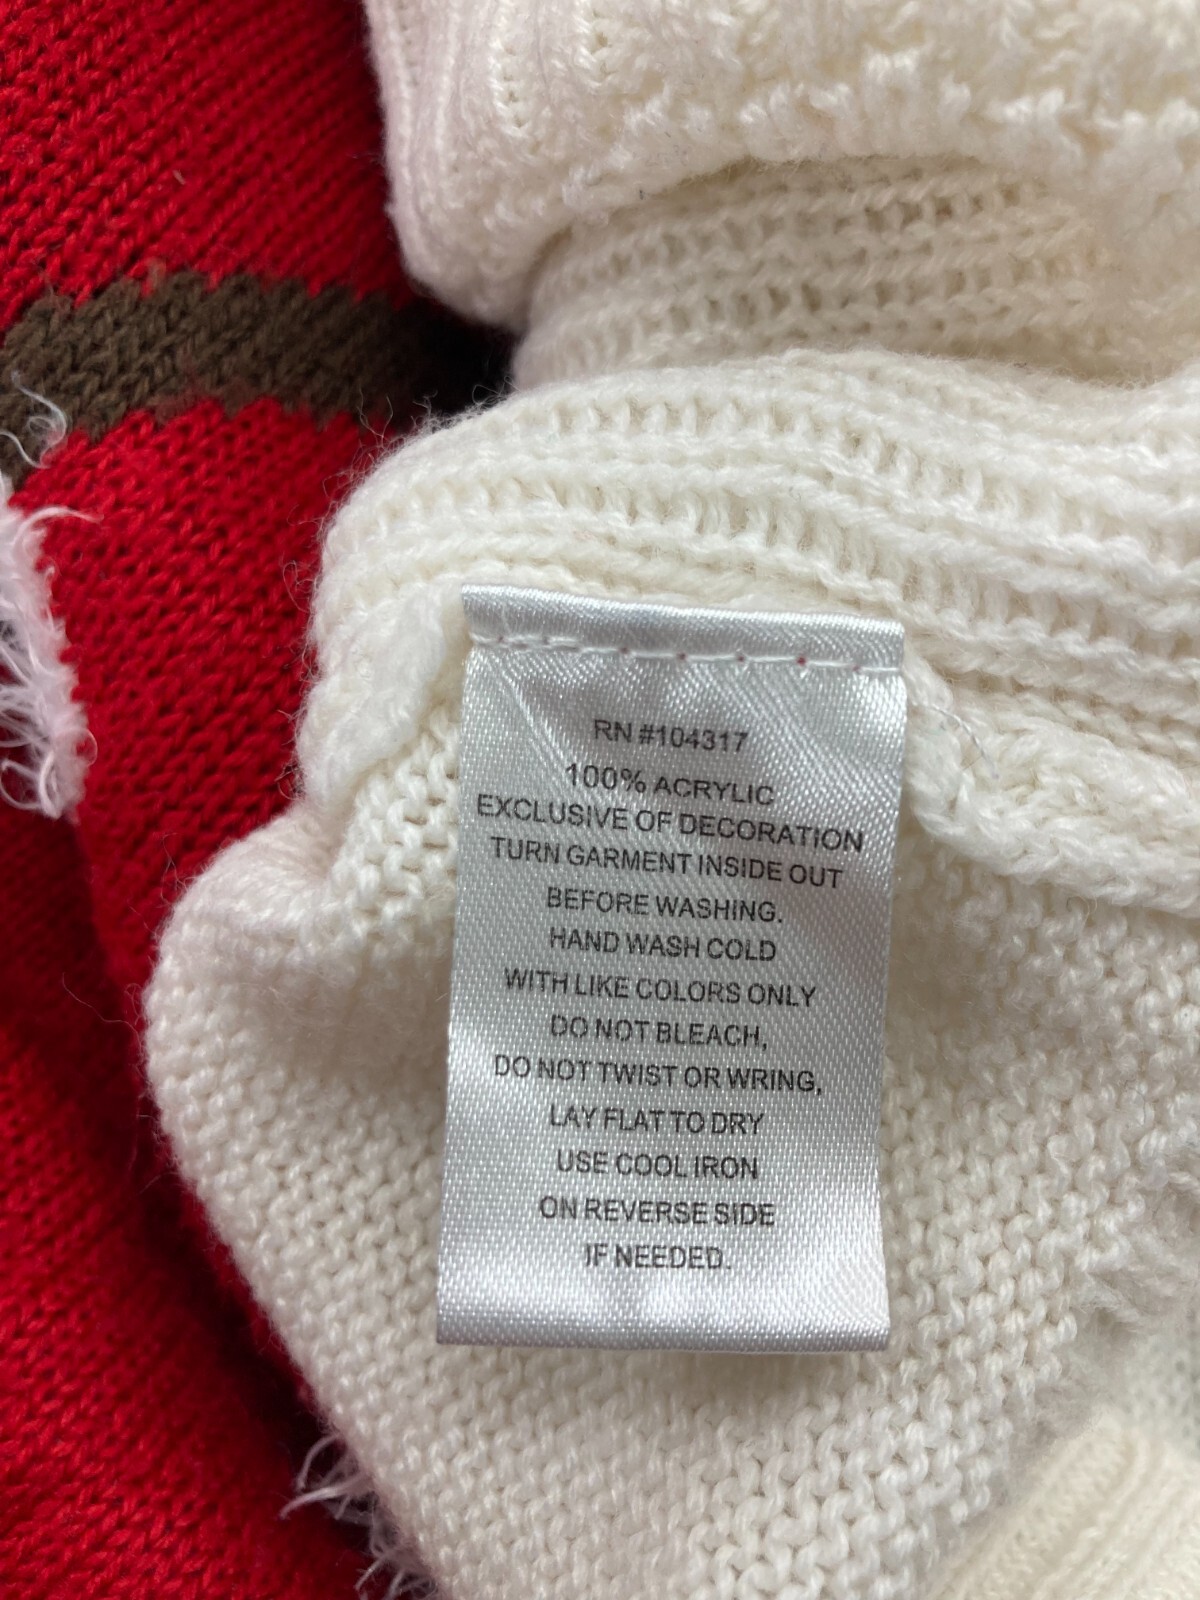 RN #104317
100% ACRYLIC
EXCLUSIVE OF DECORATION
TURN GARMENT INSIDE OUT
BEFORE WASHING.
HAND WASH COLD
WITH LIKE COLORS ONLY
DO NOT BLEACH,
DO NOT TWIST OR WRING,
LAY FLAT TO DRY
USE COOL IRON
ON REVERSE SIDE
IF NEEDED.